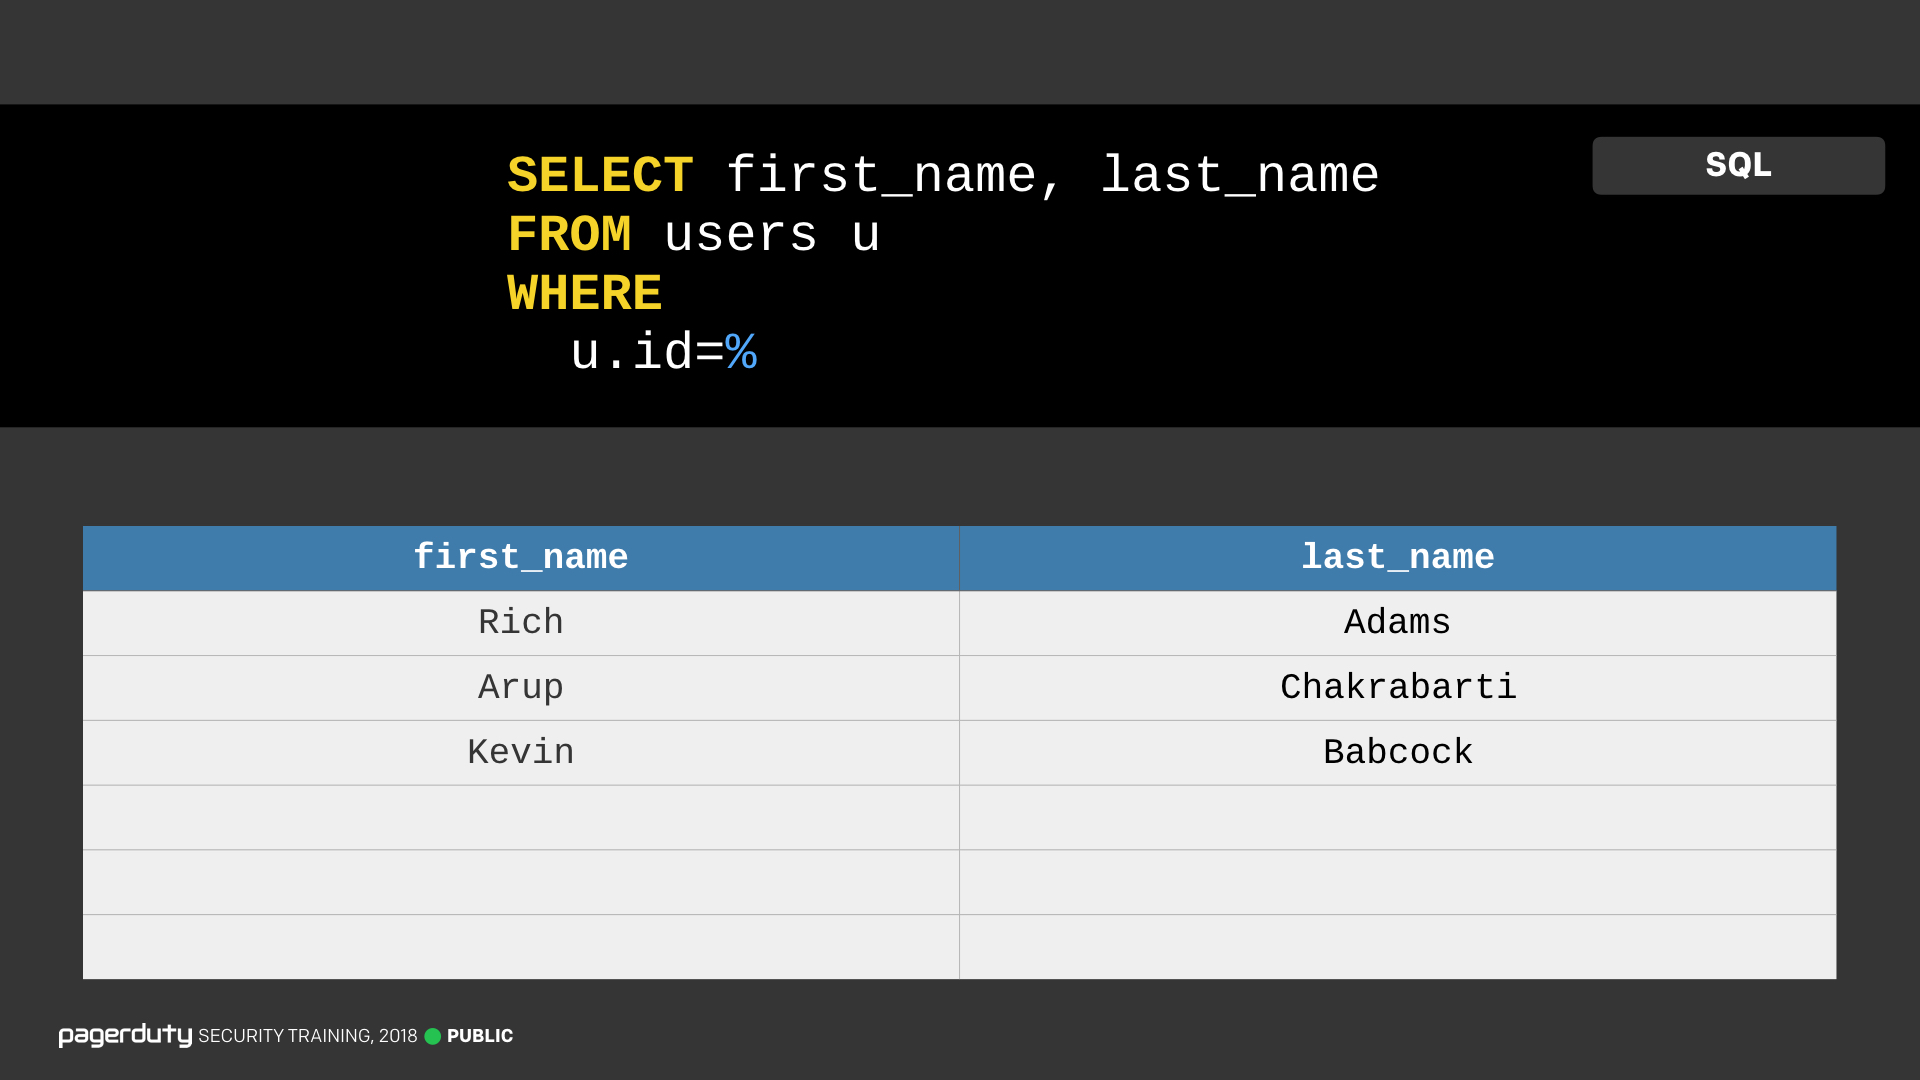 SELECT first_name, last_name
FROM users u
WHERE
u.id=%
SQL
first_name last_name
Rich Adams
Arup Chakrabarti
Kevin Babcock
pagerduty SECURITY TRAINING, 2018 PUBLIC